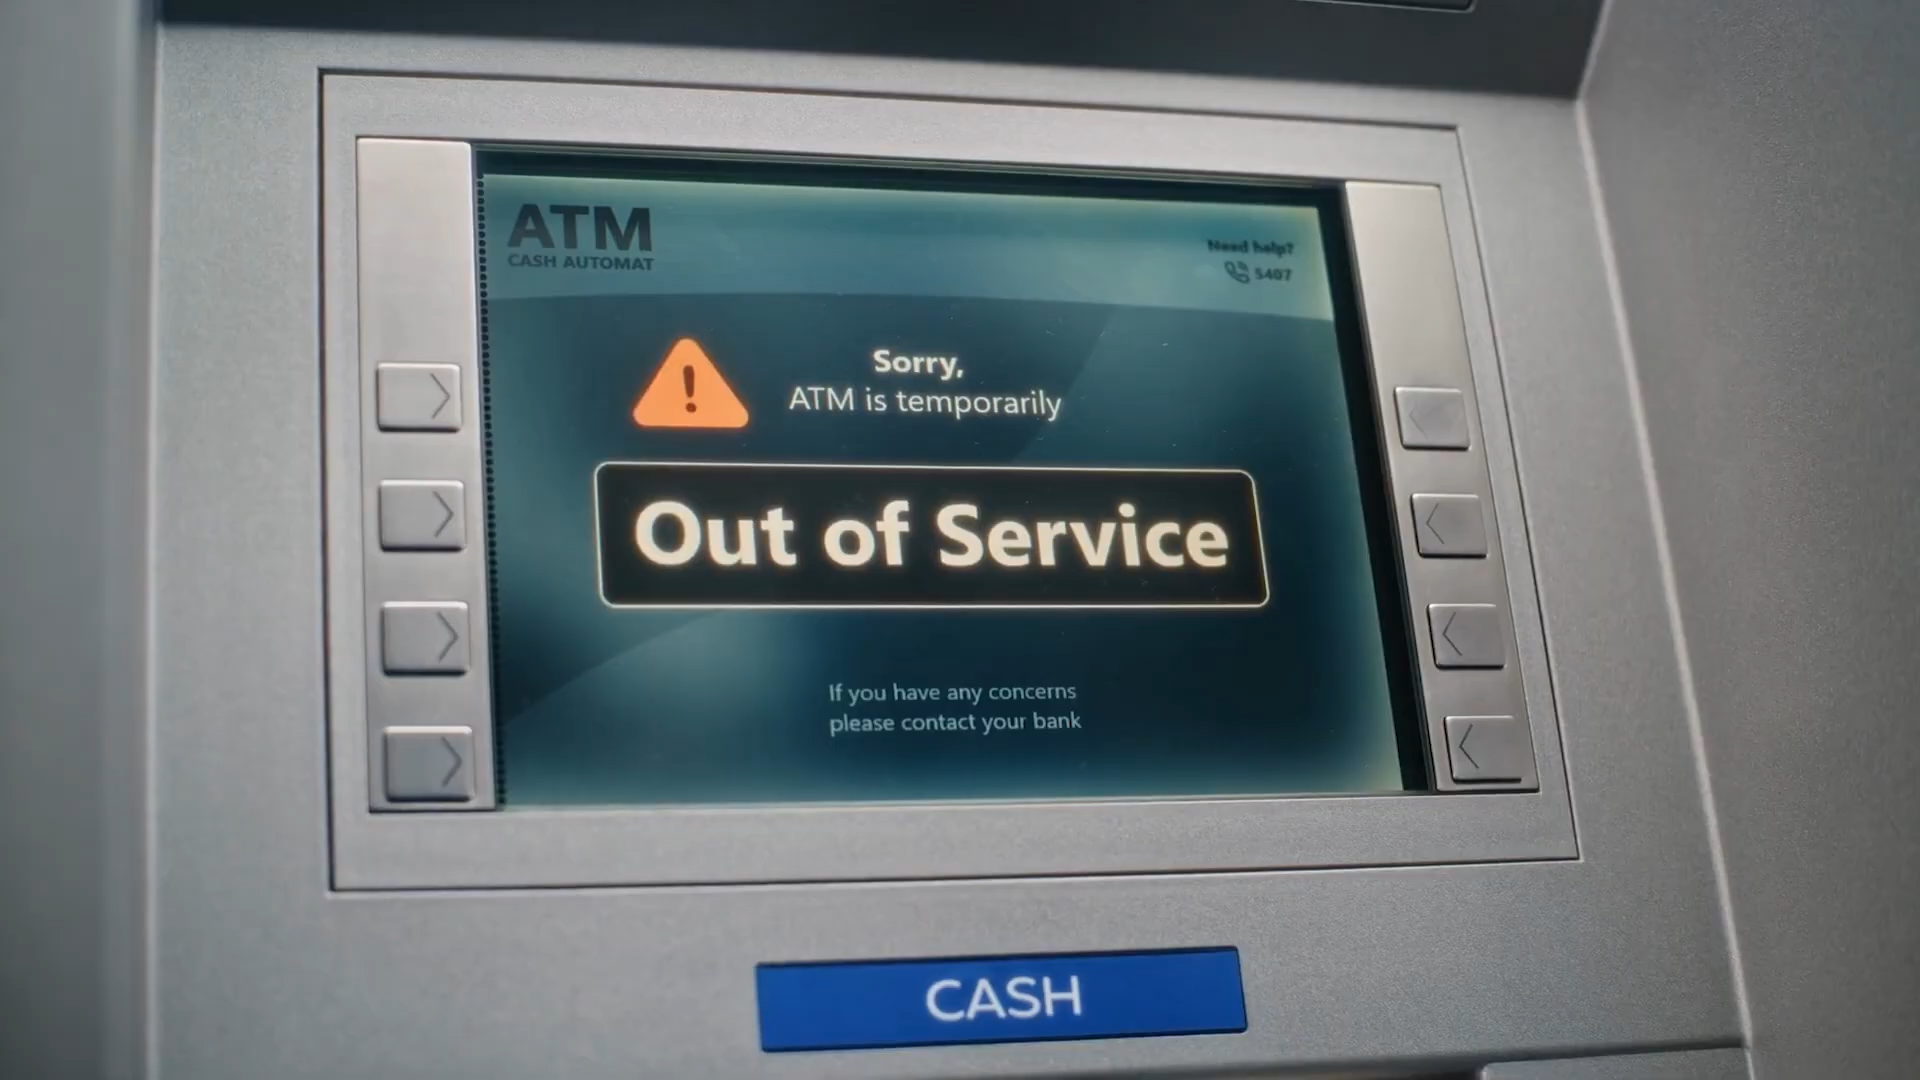 ATM
CASH AUTOMAT
Need help?
5407
!
Sorry,
ATM is temporarily
Out of Service
If you have any concerns
please contact your bank
CASH